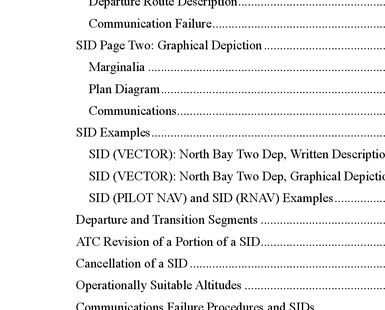 Departure Route Description
Communication Failure
SID Page Two: Graphical Depiction
Marginalia
Plan Diagram
Communications
SID Examples
SID (VECTOR): North Bay Two Dep, Written Descriptio
SID (VECTOR): North Bay Two Dep, Graphical Depictio
SID (PILOT NAV) and SID (RNAV) Examples
Departure and Transition Segments
ATC Revision of a Portion of a SID
Cancellation of a SID
Operationally Suitable Altitudes
Communications Failure Procedures and SIDs